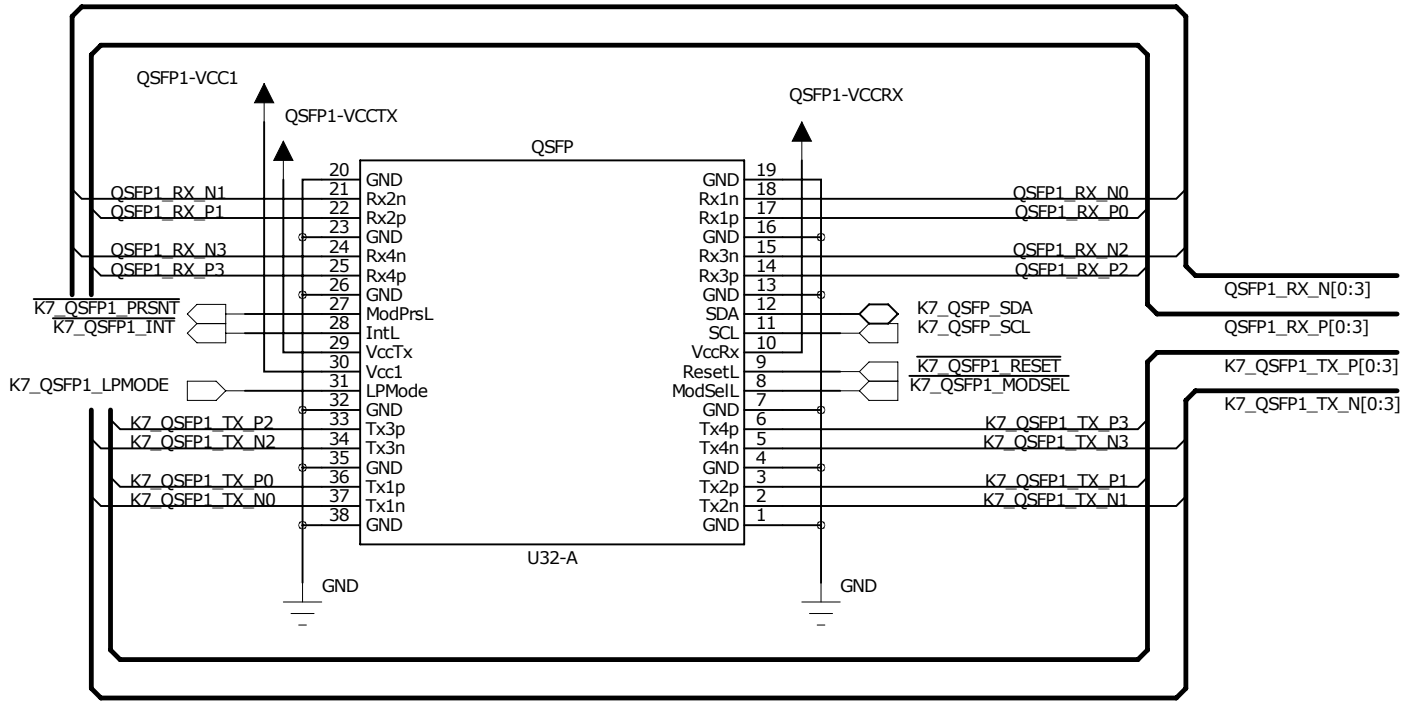 QSFP1-VCC1
QSFP1-VCCRX
QSFP1-VCCTX
QSFP
20 GND GND 19
QSFP1_RX_N1 21 Rx2n Rx1n 18 QSFP1_RX_N0
QSFP1_RX_P1 22 Rx2p Rx1p 17 QSFP1_RX_P0
23 GND GND 16
QSFP1_RX_N3 24 Rx4n Rx3n 15 QSFP1_RX_N2
QSFP1_RX_P3 25 Rx4p Rx3p 14 QSFP1_RX_P2
26 GND GND 13
QSFP1_RX_N[0:3]
K7_QSFP1_PRSNT 27 ModPrsL SDA 12 K7_QSFP_SDA
K7_QSFP1_INT 28 IntL SCL 11 K7_QSFP_SCL
QSFP1_RX_P[0:3]
29 VccTx VccRx 10
30 Vcc1 ResetL 9 K7_QSFP1_RESET
K7_QSFP1_TX_P[0:3]
K7_QSFP1_LPMODE 31 LPMode ModSelL 8 K7_QSFP1_MODSEL
32 GND GND 7
K7_QSFP1_TX_N[0:3]
K7_QSFP1_TX_P2 33 Tx3p Tx4p 6 K7_QSFP1_TX_P3
K7_QSFP1_TX_N2 34 Tx3n Tx4n 5 K7_QSFP1_TX_N3
35 GND GND 4
K7_QSFP1_TX_P0 36 Tx1p Tx2p 3 K7_QSFP1_TX_P1
K7_QSFP1_TX_N0 37 Tx1n Tx2n 2 K7_QSFP1_TX_N1
38 GND GND 1
U32-A
GND
GND